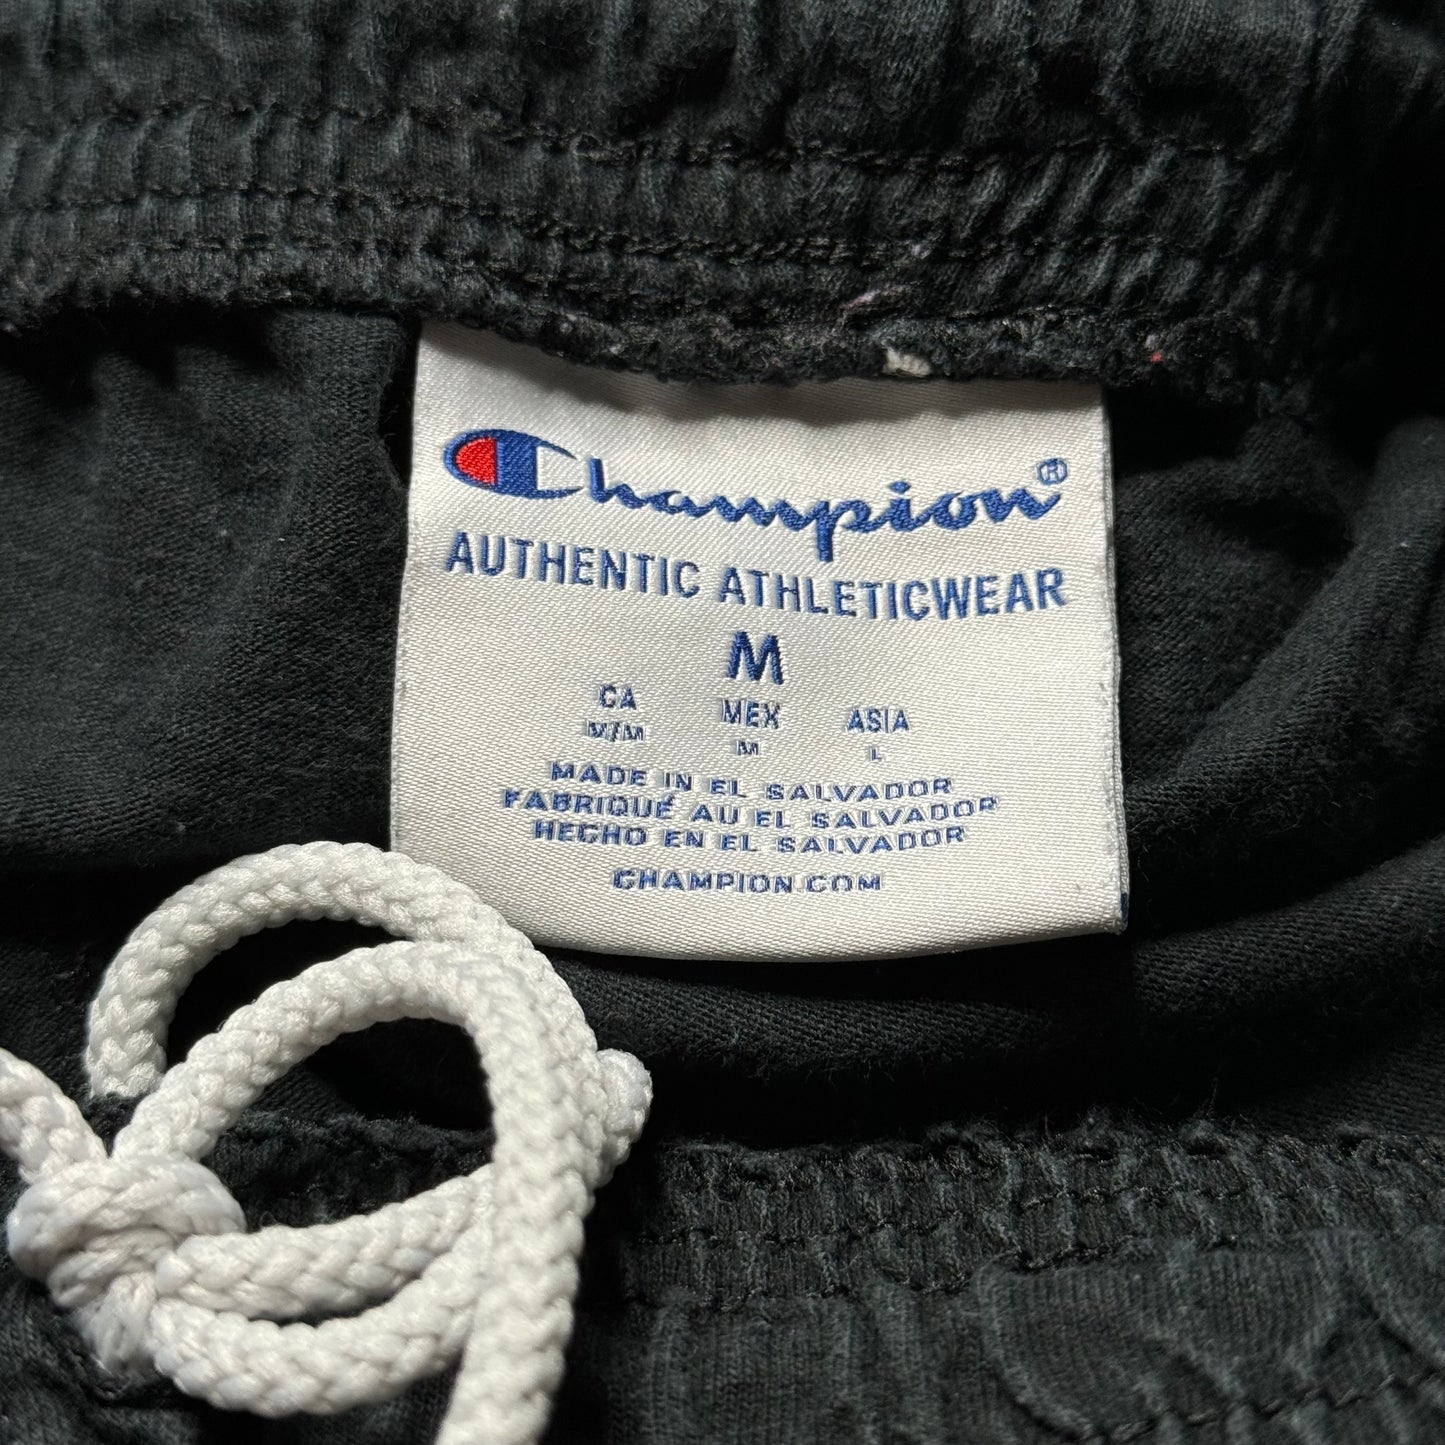 Champion®
AUTHENTIC ATHLETICWEAR
M
CA MEX ASIA
M/M M L
MADE IN EL SALVADOR
FABRIQUÉ AU EL SALVADOR
HECHO EN EL SALVADOR
CHAMPION.COM